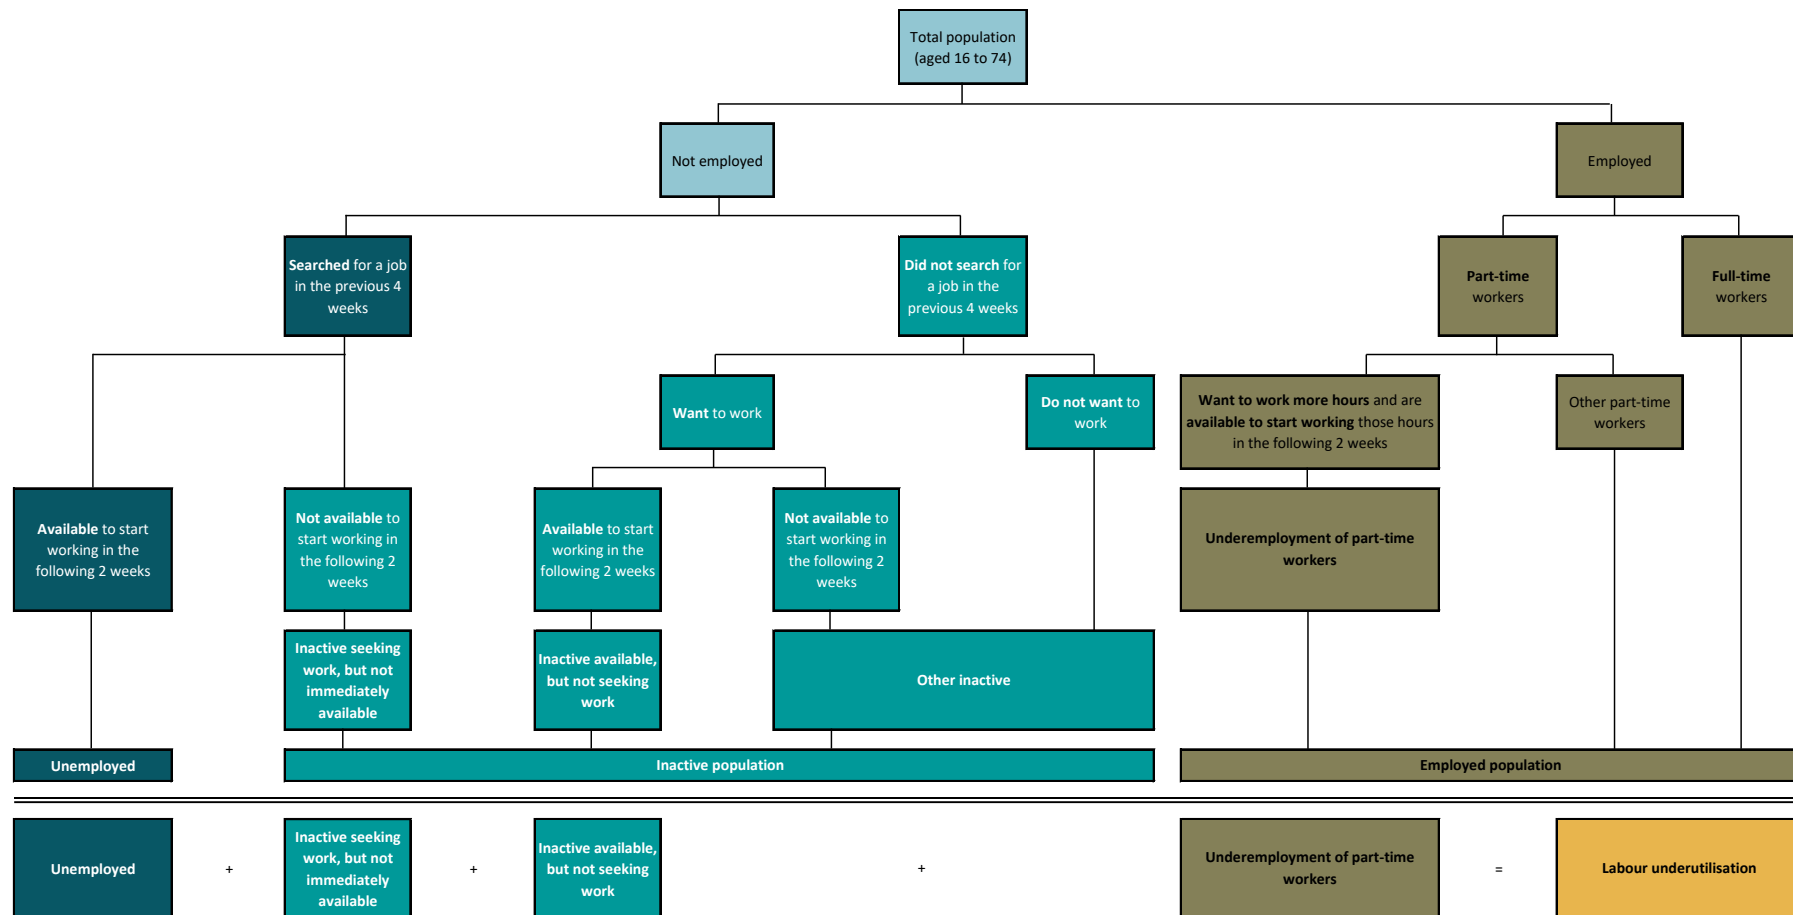 Total population
(aged 16 to 74)
Not employed
Employed
Searched for a job
in the previous 4
weeks
Did not search for
a job in the
previous 4 weeks
Part-time
workers
Full-time
workers
Want to work
Do not want to
work
Want to work more hours and are
available to start working those hours
in the following 2 weeks
Other part-time
workers
Available to start
working in the
following 2 weeks
Not available to
start working in
the following 2
weeks
Available to start
working in the
following 2 weeks
Not available to
start working in
the following 2
weeks
Underemployment of part-time
workers
Inactive seeking
work, but not
immediately
available
Inactive available,
but not seeking
work
Other inactive
Unemployed
Inactive population
Employed population
Unemployed
+
Inactive seeking
work, but not
immediately
available
+
Inactive available,
but not seeking
work
+
Underemployment of part-time
workers
=
Labour underutilisation